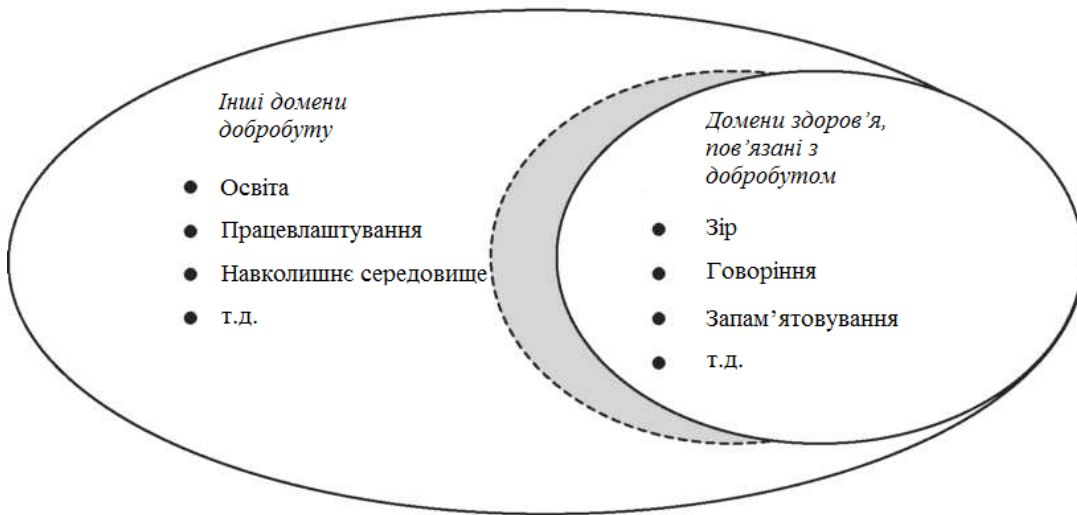 Інші домени
добробуту
● Освіта
● Працевлаштування
● Навколишнє середовище
● т.д.
Домени здоров’я,
пов’язані з
добробутом
● Зір
● Говоріння
● Запам’ятовування
● т.д.